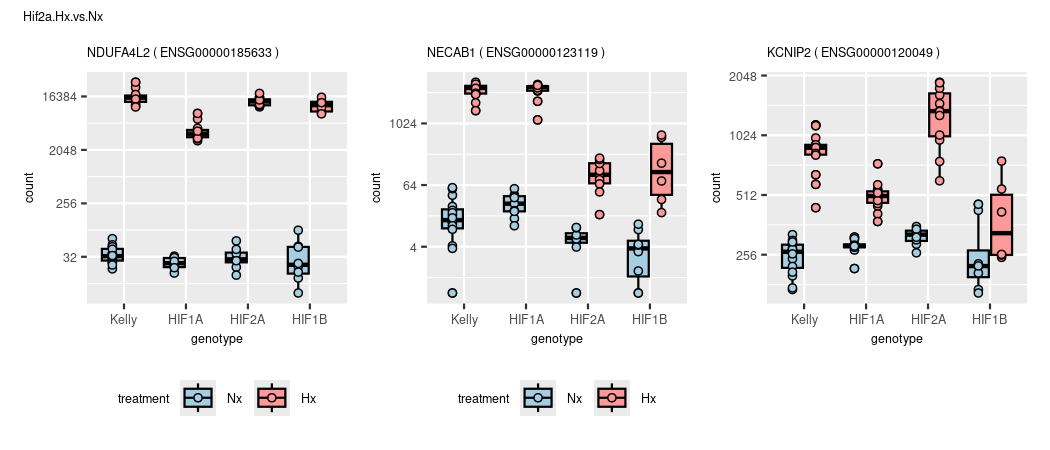 Hif2a.Hx.vs.Nx
NDUFA4L2 ( ENSG00000185633 )
16384
2048
256
32
count
Kelly HIF1A HIF2A HIF1B
genotype
treatment Nx Hx
NECAB1 ( ENSG00000123119 )
1024
64
4
count
Kelly HIF1A HIF2A HIF1B
genotype
treatment Nx Hx
KCNIP2 ( ENSG00000120049 )
2048
1024
512
256
count
Kelly HIF1A HIF2A HIF1B
genotype